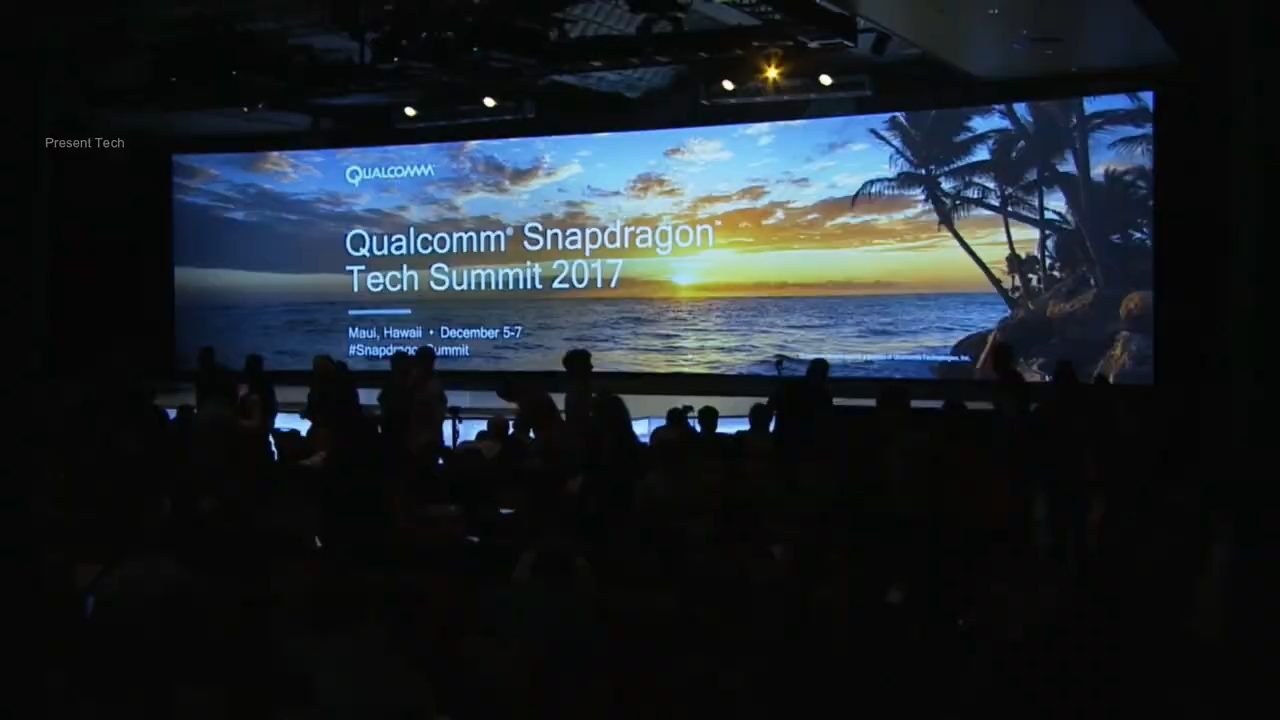 Present Tech
QUALCOMM
Qualcomm® Snapdragon™
Tech Summit 2017
Maui, Hawaii • December 5-7